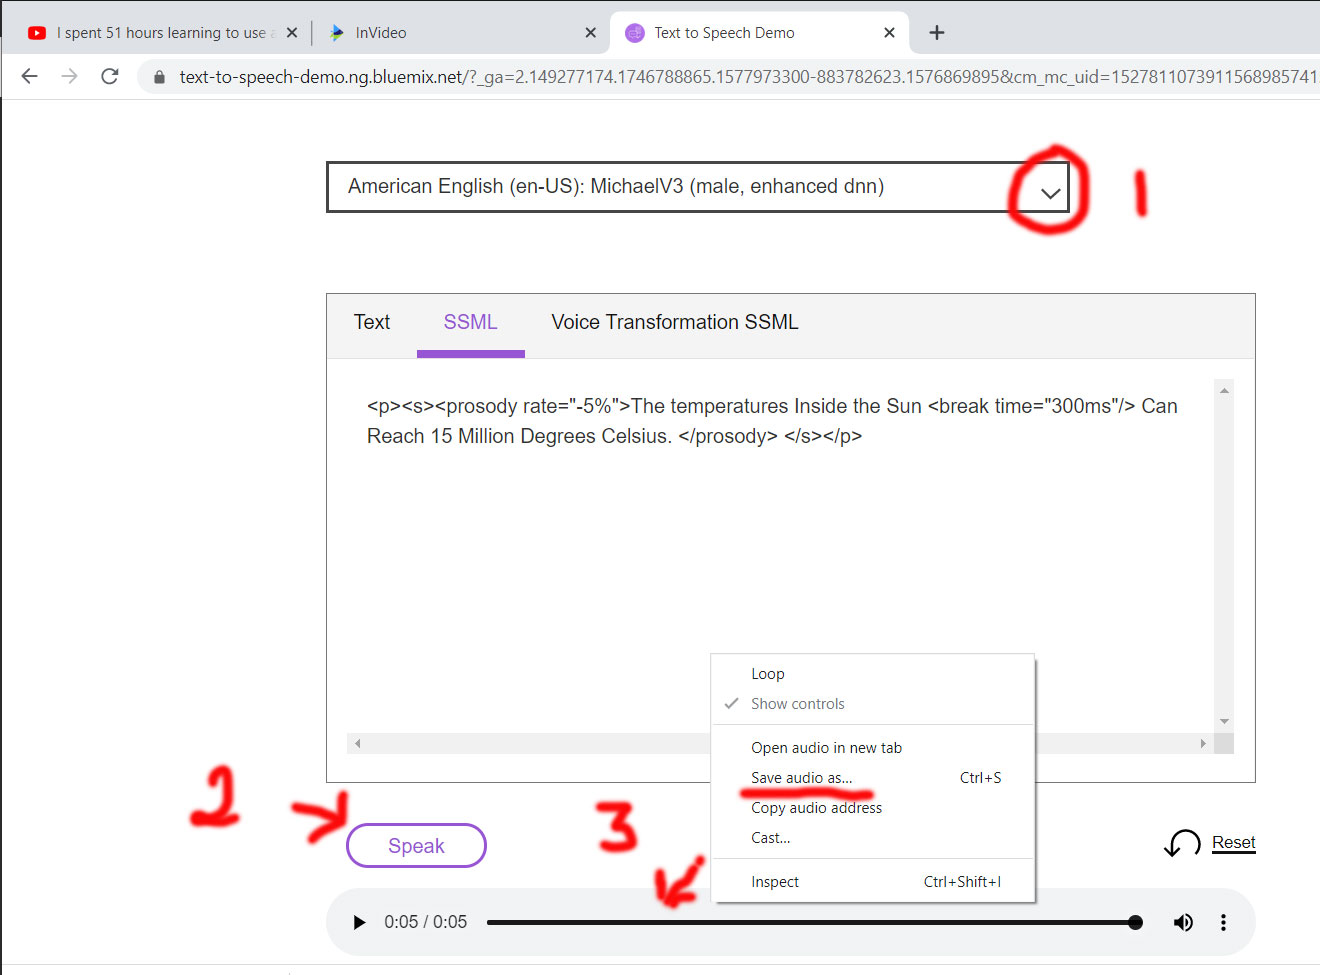 I spent 51 hours learning to use
InVideo
Text to Speech Demo
text-to-speech-demo.ng.bluemix.net/?_ga=2.149277174.1746788865.1577973300-883782623.1576869895&cm_mc_uid=1527811073911568985741
American English (en-US): MichaelV3 (male, enhanced dnn)
1
Text SSML Voice Transformation SSML
<p><s><prosody rate="-5%">The temperatures Inside the Sun <break time="300ms"/> Can
Reach 15 Million Degrees Celsius. </prosody> </s></p>
Loop
Show controls
Open audio in new tab
Save audio as... Ctrl+S
Copy audio address
Cast...
Inspect Ctrl+Shift+I
2
Speak
3
Reset
0:05 / 0:05